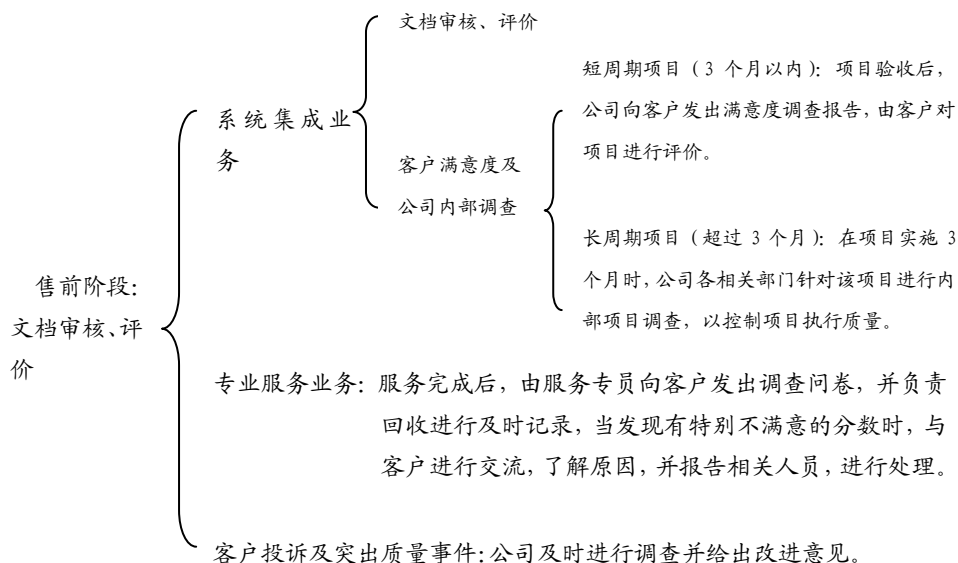 文档审核、评价
短周期项目（3 个月以内）：项目验收后，
公司向客户发出满意度调查报告，由客户对
项目进行评价。
系统集成业
务
客户满意度及
公司内部调查
长周期项目（超过 3 个月）：在项目实施 3
个月时，公司各相关部门针对该项目进行内
部项目调查，以控制项目执行质量。
售前阶段：
文档审核、评
价
专业服务业务：服务完成后，由服务专员向客户发出调查问卷，并负责
回收进行及时记录，当发现有特别不满意的分数时，与
客户进行交流，了解原因，并报告相关人员，进行处理。
客户投诉及突出质量事件：公司及时进行调查并给出改进意见。